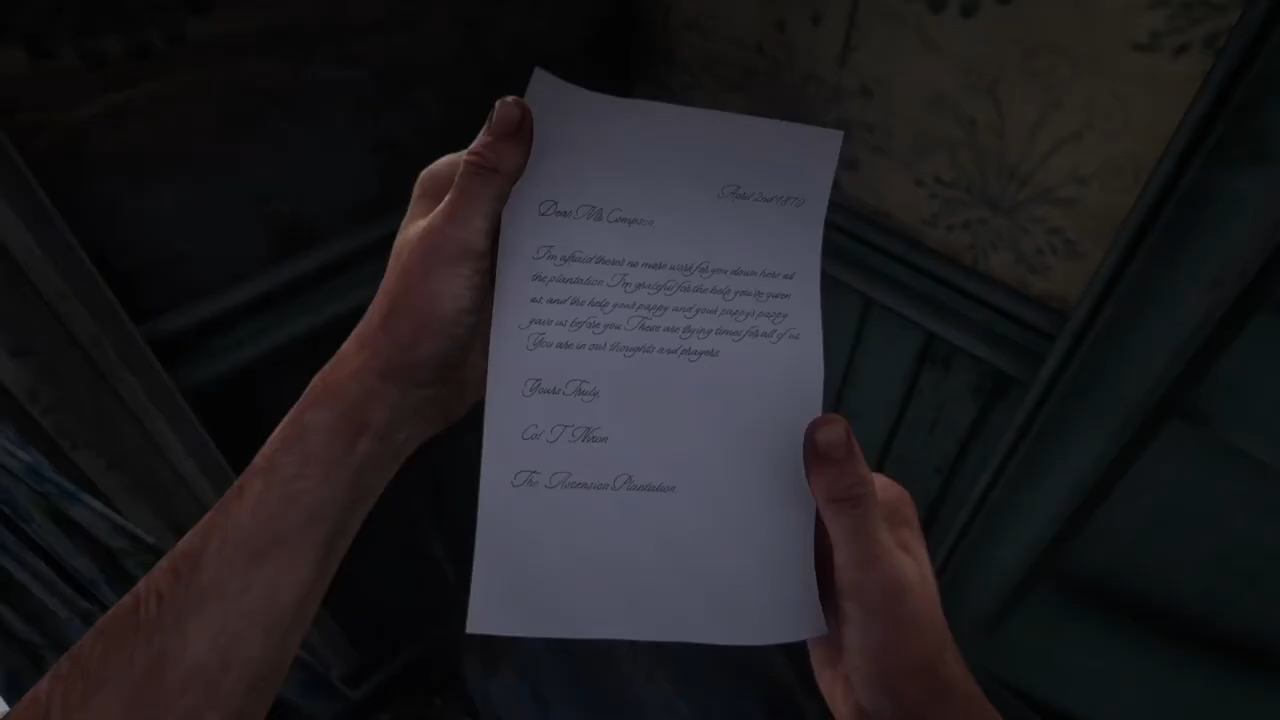 April 2nd 1870
Dear Mr. Compson,
I'm afraid there's no more work for you down here at
the plantation. I'm grateful for the help you've given
us, and the help your pappy and your pappy's pappy
gave us before you. These are trying times for all of us.
You are in our thoughts and prayers.
Yours Truly,
Col. T. Nixon
The Ascension Plantation.